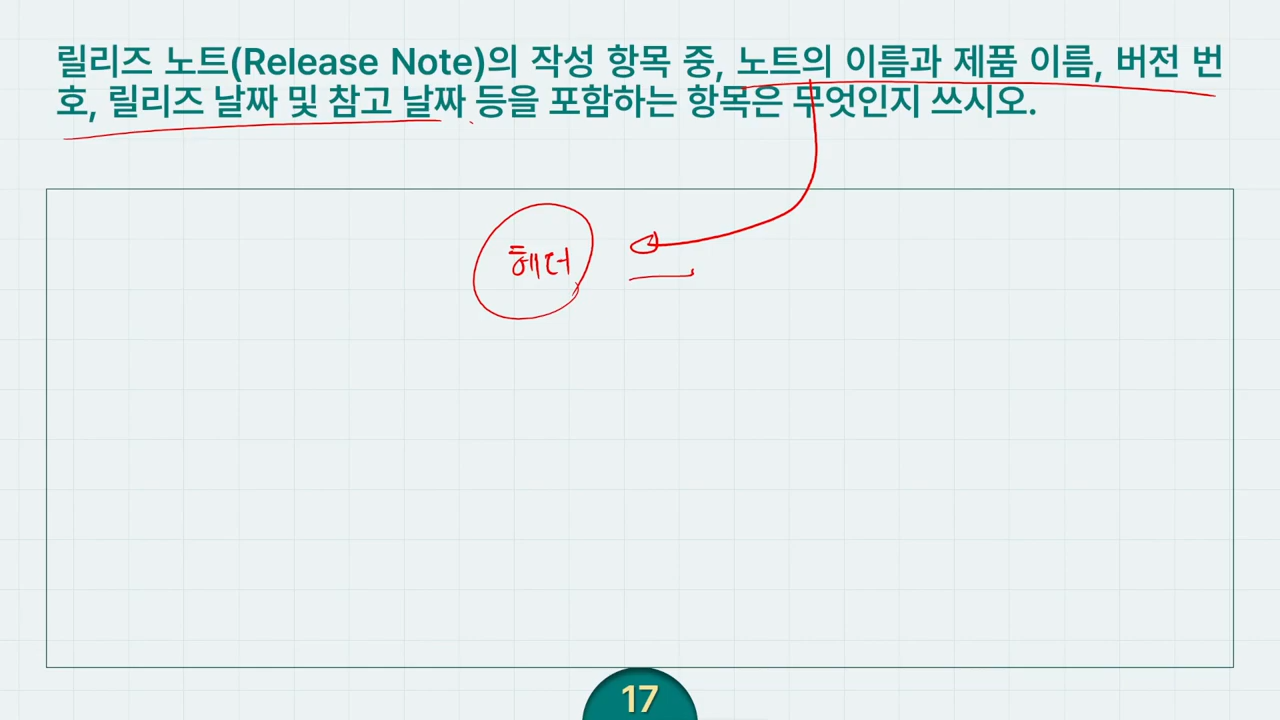 릴리즈 노트(Release Note)의 작성 항목 중, 노트의 이름과 제품 이름, 버전 번
호, 릴리즈 날짜 및 참고 날짜 등을 포함하는 항목은 무엇인지 쓰시오.
헤더
17